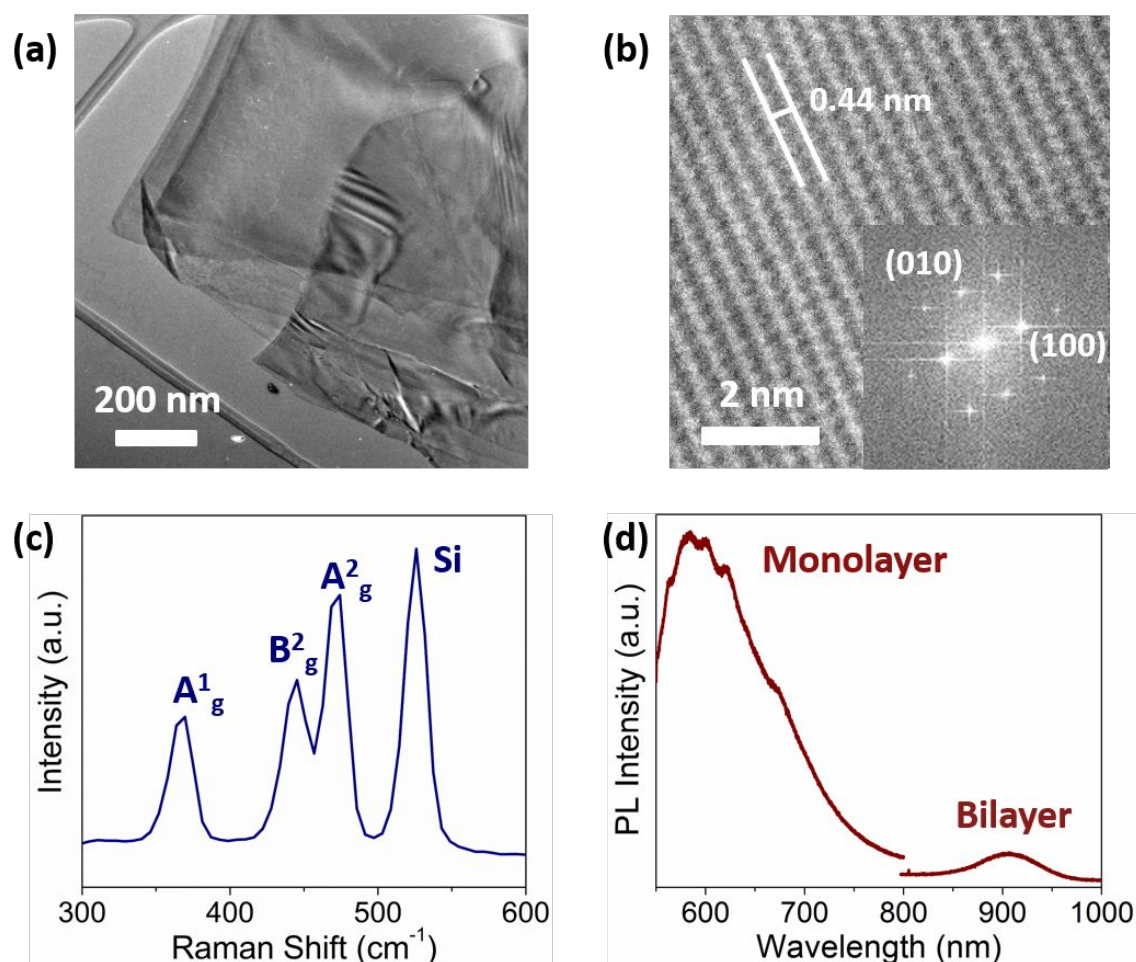 (a)
200 nm
(b)
0.44 nm
(010)
(100)
2 nm
(c)
A¹g
B²g
A²g
Si
Intensity (a.u.)
300 400 500 600
Raman Shift (cm⁻¹)
(d)
Monolayer
Bilayer
PL Intensity (a.u.)
600 700 800 900 1000
Wavelength (nm)